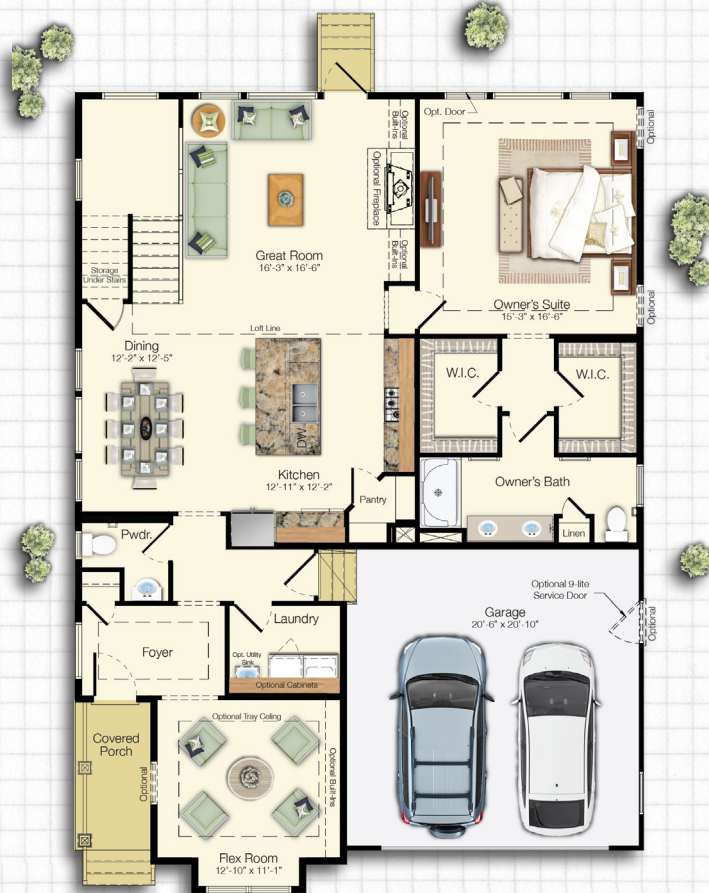 Opt. Door
Optional
Optional
Built-Ins
Optional Fireplace
Great Room
16'-3" x 16'-6"
Optional
Built-Ins
Storage
Under Stairs
Owner's Suite
15'-3" x 16'-6"
Optional
Loft Line
Dining
12'-2" x 12'-5"
W.I.C.
W.I.C.
DW
Kitchen
12'-11" x 12'-2"
Pantry
Owner's Bath
Linen
Pwdr.
Optional 9-lite
Service Door
Optional
Garage
20'-6" x 20'-10"
Laundry
Foyer
Opt. Utility
Sink
Optional Cabinets
Optional Tray Ceiling
Covered
Porch
Optional
Optional Built-Ins
Flex Room
12'-10" x 11'-1"